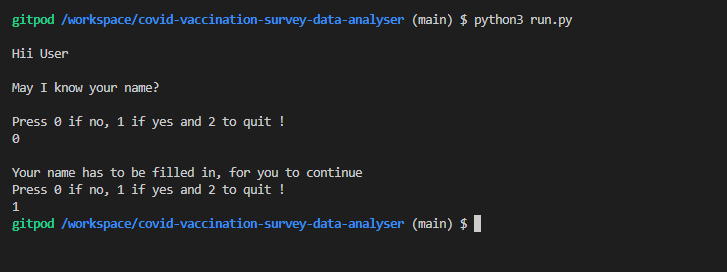 gitpod /workspace/covid-vaccination-survey-data-analyser (main) $ python3 run.py
Hii User
May I know your name?
Press 0 if no, 1 if yes and 2 to quit !
0
Your name has to be filled in, for you to continue
Press 0 if no, 1 if yes and 2 to quit !
1
gitpod /workspace/covid-vaccination-survey-data-analyser (main) $